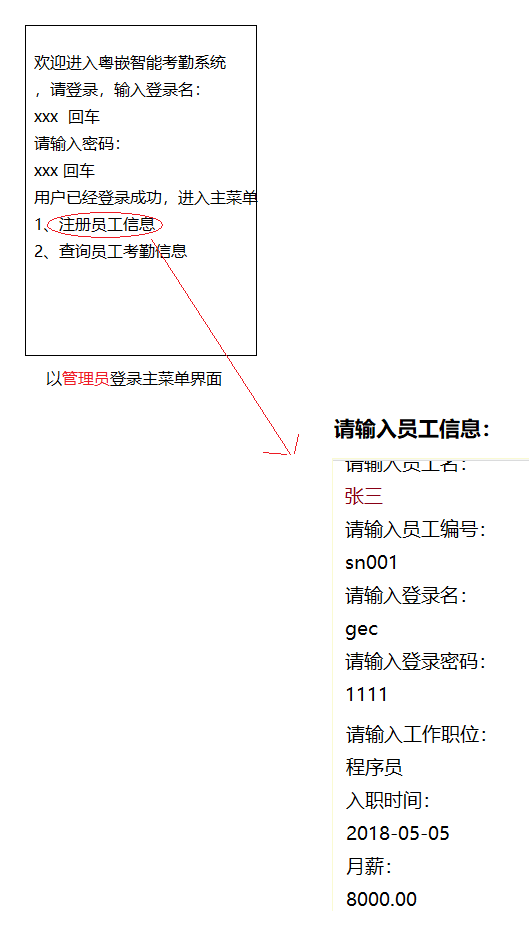 欢迎进入粤嵌智能考勤系统
，请登录，输入登录名：
xxx 回车
请输入密码：
xxx 回车
用户已经登录成功，进入主菜单
1、注册员工信息
2、查询员工考勤信息
以管理员登录主菜单界面
请输入员工信息：
请输入员工名：
张三
请输入员工编号：
sn001
请输入登录名：
gec
请输入登录密码：
1111
请输入工作职位：
程序员
入职时间：
2018-05-05
月薪：
8000.00